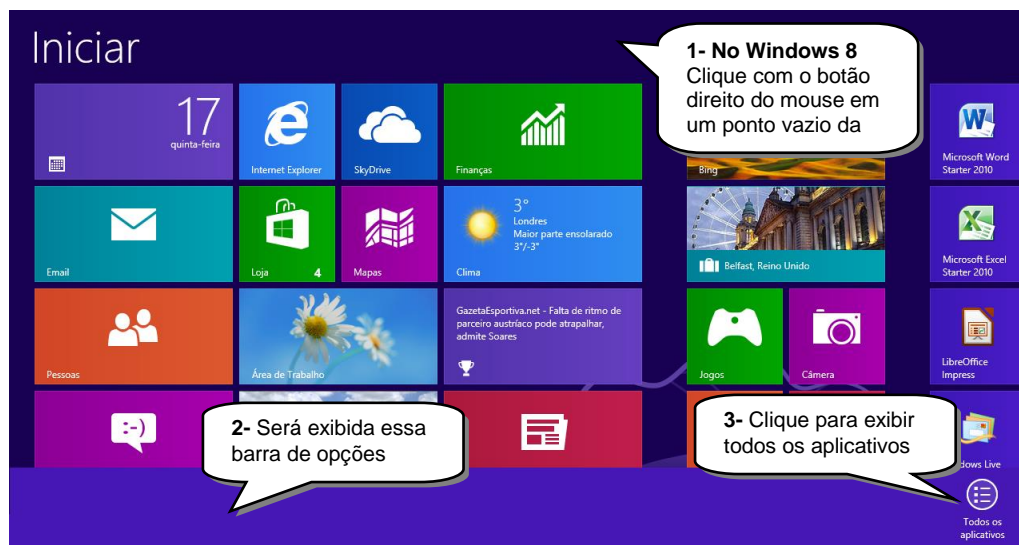 Iniciar
1- No Windows 8
Clique com o botão
direito do mouse em
um ponto vazio da
17
quinta-feira
Internet Explorer
SkyDrive
Finanças
Bing
Microsoft Word
Starter 2010
Email
Loja
4
Mapas
3°
Londres
Maior parte ensolarado
3°/-3°
Clima
Belfast, Reino Unido
Microsoft Excel
Starter 2010
Pessoas
Área de Trabalho
GazetaEsportiva.net - Falta de ritmo de
parceiro austríaco pode atrapalhar,
admite Soares
Jogos
Câmera
LibreOffice
Impress
:-)
2- Será exibida essa
barra de opções
3- Clique para exibir
todos os aplicativos
Live
Todos os
aplicativos